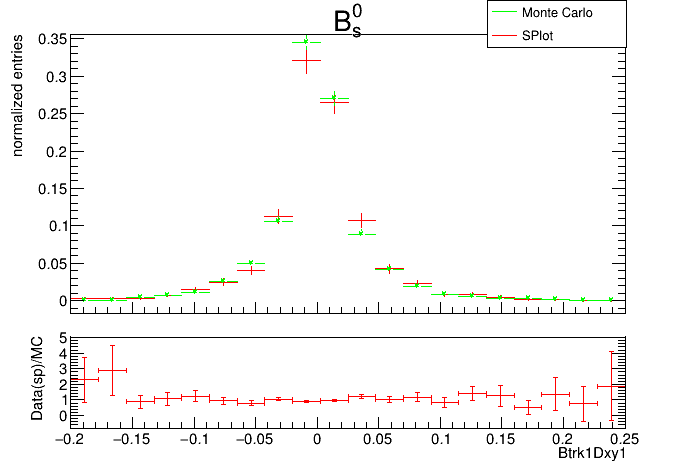 B_s^0
Monte Carlo
SPlot
normalized entries
0.35
0.3
0.25
0.2
0.15
0.1
0.05
0
Data(sp)/MC
5
4
3
2
1
0
−0.2 −0.15 −0.1 −0.05 0 0.05 0.1 0.15 0.2 0.25
Btrk1Dxy1